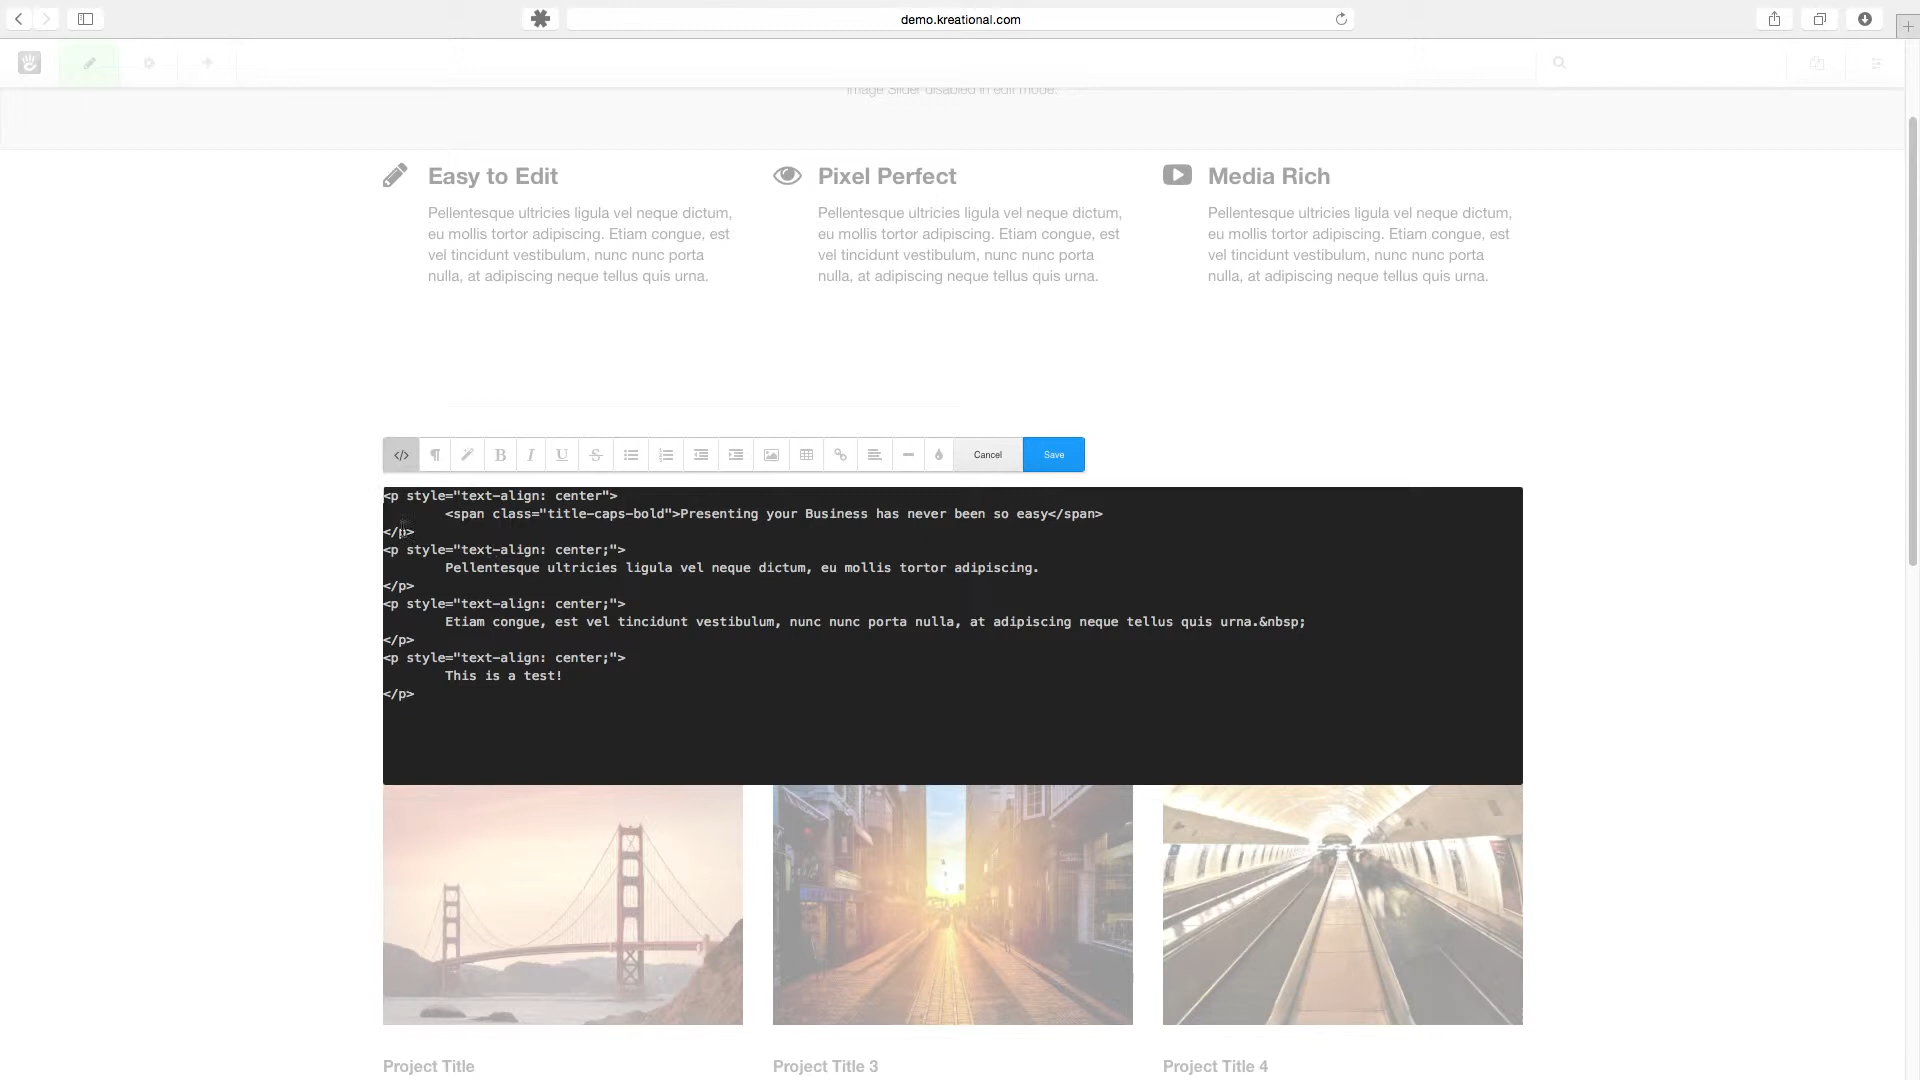 demo.kreational.com
Image Slider disabled in edit mode.
Easy to Edit
Pellentesque ultricies ligula vel neque dictum,
eu mollis tortor adipiscing. Etiam congue, est
vel tincidunt vestibulum, nunc nunc porta
nulla, at adipiscing neque tellus quis urna.
Pixel Perfect
Pellentesque ultricies ligula vel neque dictum,
eu mollis tortor adipiscing. Etiam congue, est
vel tincidunt vestibulum, nunc nunc porta
nulla, at adipiscing neque tellus quis urna.
Media Rich
Pellentesque ultricies ligula vel neque dictum,
eu mollis tortor adipiscing. Etiam congue, est
vel tincidunt vestibulum, nunc nunc porta
nulla, at adipiscing neque tellus quis urna.
</> ¶ B I U S Cancel Save
<p style="text-align: center">
<span class="title-caps-bold">Presenting your Business has never been so easy</span>
</p>
<p style="text-align: center;">
Pellentesque ultricies ligula vel neque dictum, eu mollis tortor adipiscing.
</p>
<p style="text-align: center;">
Etiam congue, est vel tincidunt vestibulum, nunc nunc porta nulla, at adipiscing neque tellus quis urna.&nbsp;
</p>
<p style="text-align: center;">
This is a test!
</p>
Project Title
Project Title 3
Project Title 4